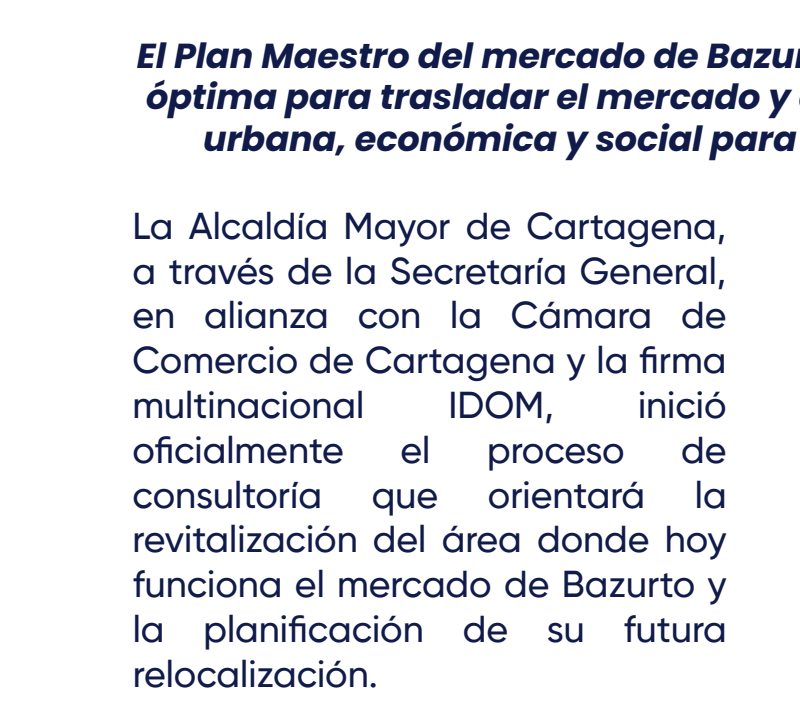 El Plan Maestro del mercado de
óptima para trasladar el mercado y
urbana, económica y social para
La Alcaldía Mayor de Cartagena,
a través de la Secretaría General,
en alianza con la Cámara de
Comercio de Cartagena y la firma
multinacional IDOM, inició
oficialmente el proceso de
consultoría que orientará la
revitalización del área donde hoy
funciona el mercado de Bazurto y
la planificación de su futura
relocalización.